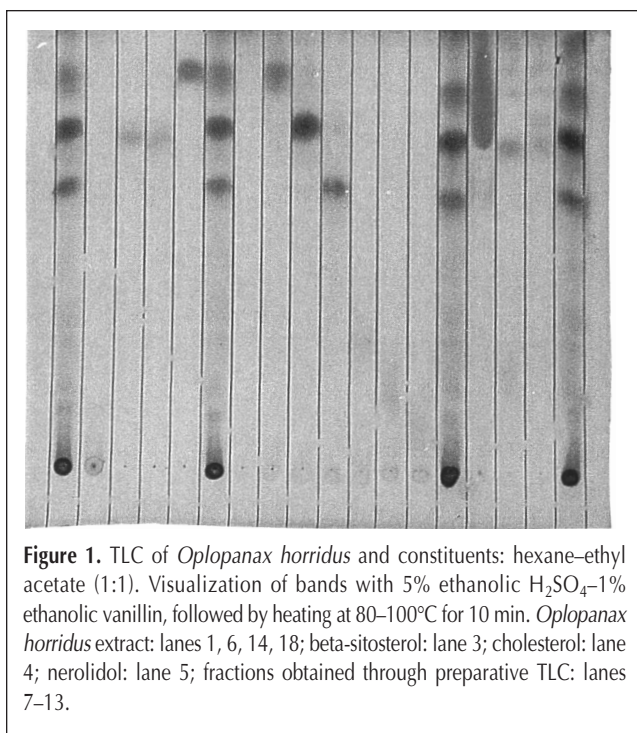 Figure 1. TLC of Oplopanax horridus and constituents: hexane–ethyl
acetate (1:1). Visualization of bands with 5% ethanolic H₂SO₄–1%
ethanolic vanillin, followed by heating at 80–100°C for 10 min. Oplopanax
horridus extract: lanes 1, 6, 14, 18; beta-sitosterol: lane 3; cholesterol: lane
4; nerolidol: lane 5; fractions obtained through preparative TLC: lanes
7–13.